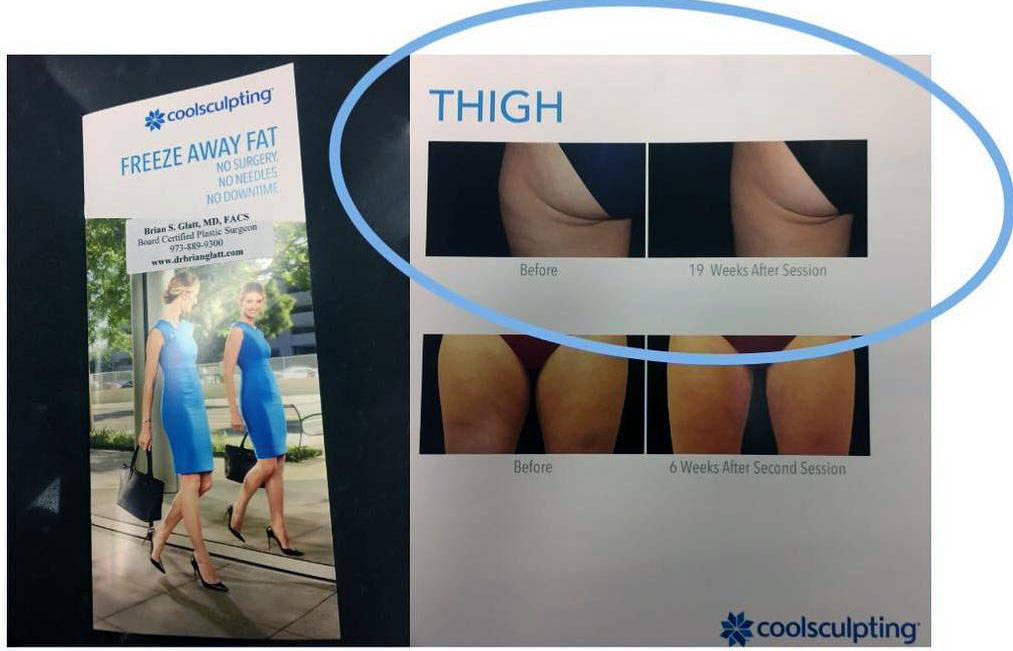 coolsculpting
FREEZE AWAY FAT
NO SURGERY.
NO NEEDLES.
NO DOWNTIME.
Brian S. Glatt, MD, FACS
Board Certified Plastic Surgeon
973-889-9300
www.drbrianglatt.com
THIGH
Before
19 Weeks After Session
Before
6 Weeks After Second Session
coolsculpting